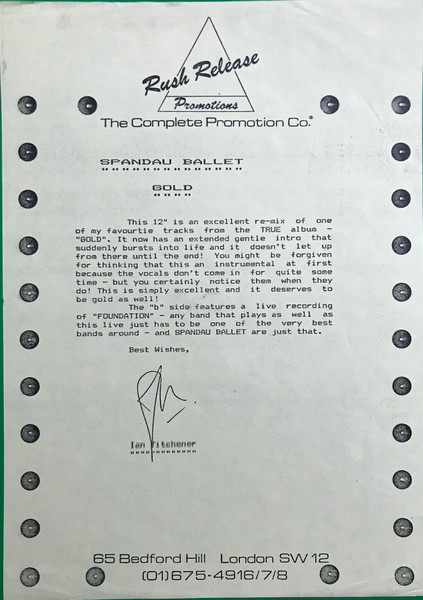 Rush Release
Promotions
The Complete Promotion Co.®
SPANDAU BALLET
GOLD
This 12" is an excellent re-mix of one
of my favourtie tracks from the TRUE album -
"GOLD". It now has an extended gentle intro that
suddenly bursts into life and it doesn't let up
from there until the end! You might be forgiven
for thinking that this an instrumental at first
because the vocals don't come in for quite some
time - but you certainly notice them when they
do! This is simply excellent and it deserves to
be gold as well!
The "b" side features a live recording
of "FOUNDATION" - any band that plays as well as
this live just has to be one of the very best
bands around - and SPANDAU BALLET are just that.
Best Wishes,
Ian Titchener
65 Bedford Hill London SW12
(01) 675-4916/7/8